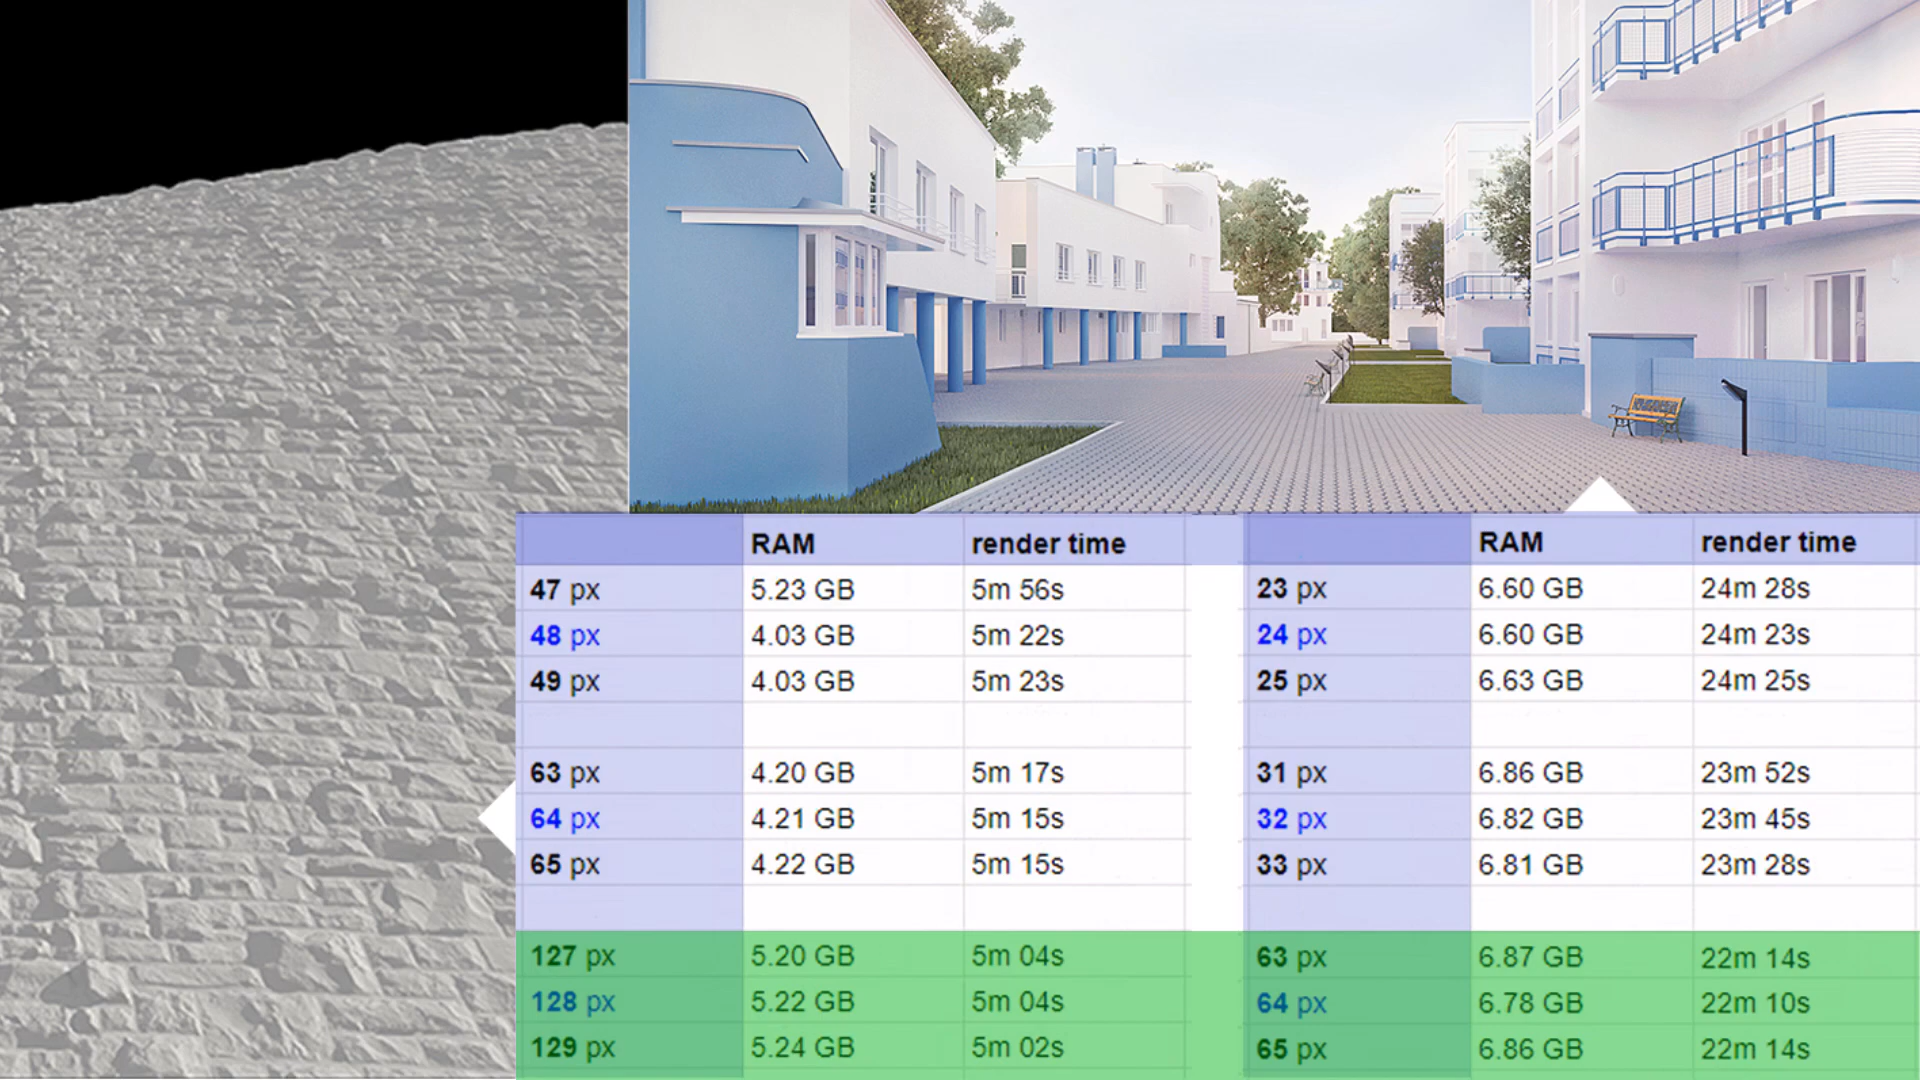 RAM render time
47 px 5.23 GB 5m 56s
48 px 4.03 GB 5m 22s
49 px 4.03 GB 5m 23s
63 px 4.20 GB 5m 17s
64 px 4.21 GB 5m 15s
65 px 4.22 GB 5m 15s
127 px 5.20 GB 5m 04s
128 px 5.22 GB 5m 04s
129 px 5.24 GB 5m 02s
RAM render time
23 px 6.60 GB 24m 28s
24 px 6.60 GB 24m 23s
25 px 6.63 GB 24m 25s
31 px 6.86 GB 23m 52s
32 px 6.82 GB 23m 45s
33 px 6.81 GB 23m 28s
63 px 6.87 GB 22m 14s
64 px 6.78 GB 22m 10s
65 px 6.86 GB 22m 14s